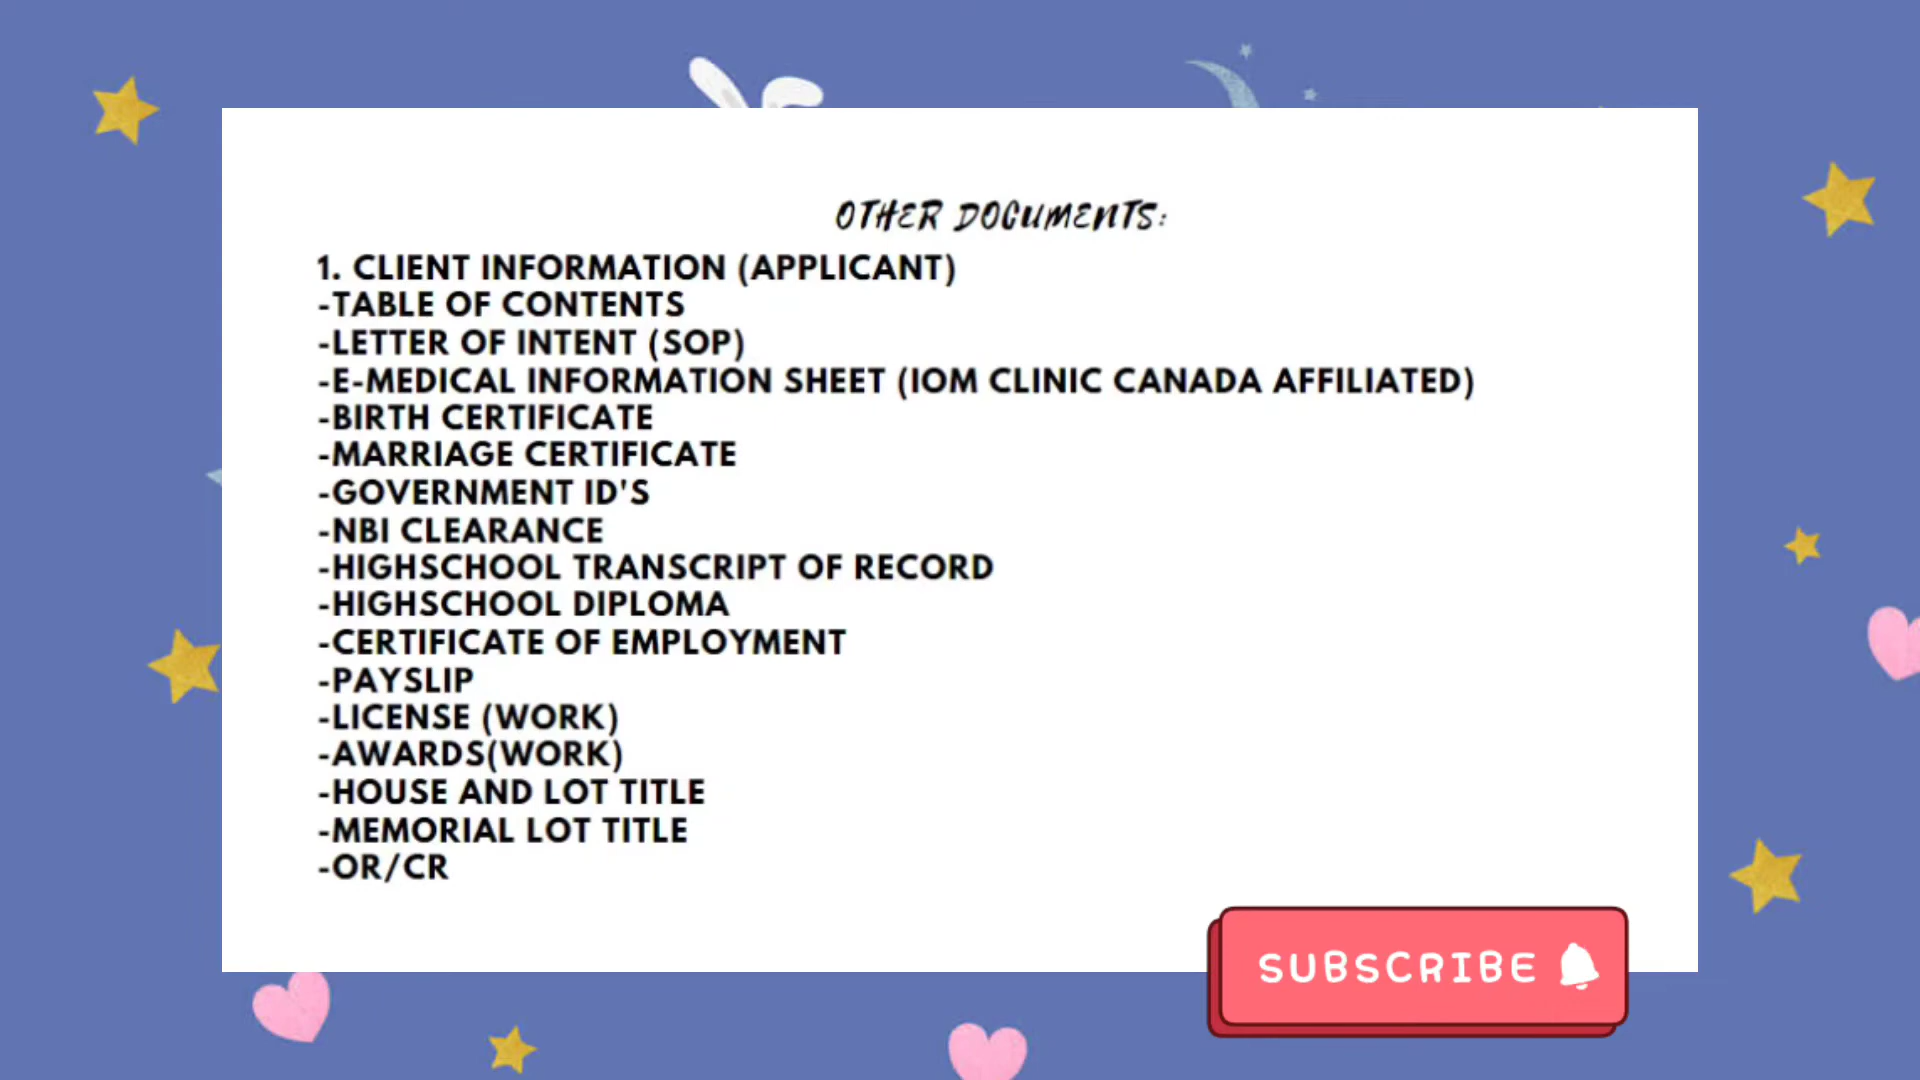 OTHER DOCUMENTS:
1. CLIENT INFORMATION (APPLICANT)
-TABLE OF CONTENTS
-LETTER OF INTENT (SOP)
-E-MEDICAL INFORMATION SHEET (IOM CLINIC CANADA AFFILIATED)
-BIRTH CERTIFICATE
-MARRIAGE CERTIFICATE
-GOVERNMENT ID'S
-NBI CLEARANCE
-HIGHSCHOOL TRANSCRIPT OF RECORD
-HIGHSCHOOL DIPLOMA
-CERTIFICATE OF EMPLOYMENT
-PAYSLIP
-LICENSE (WORK)
-AWARDS(WORK)
-HOUSE AND LOT TITLE
-MEMORIAL LOT TITLE
-OR/CR
SUBSCRIBE